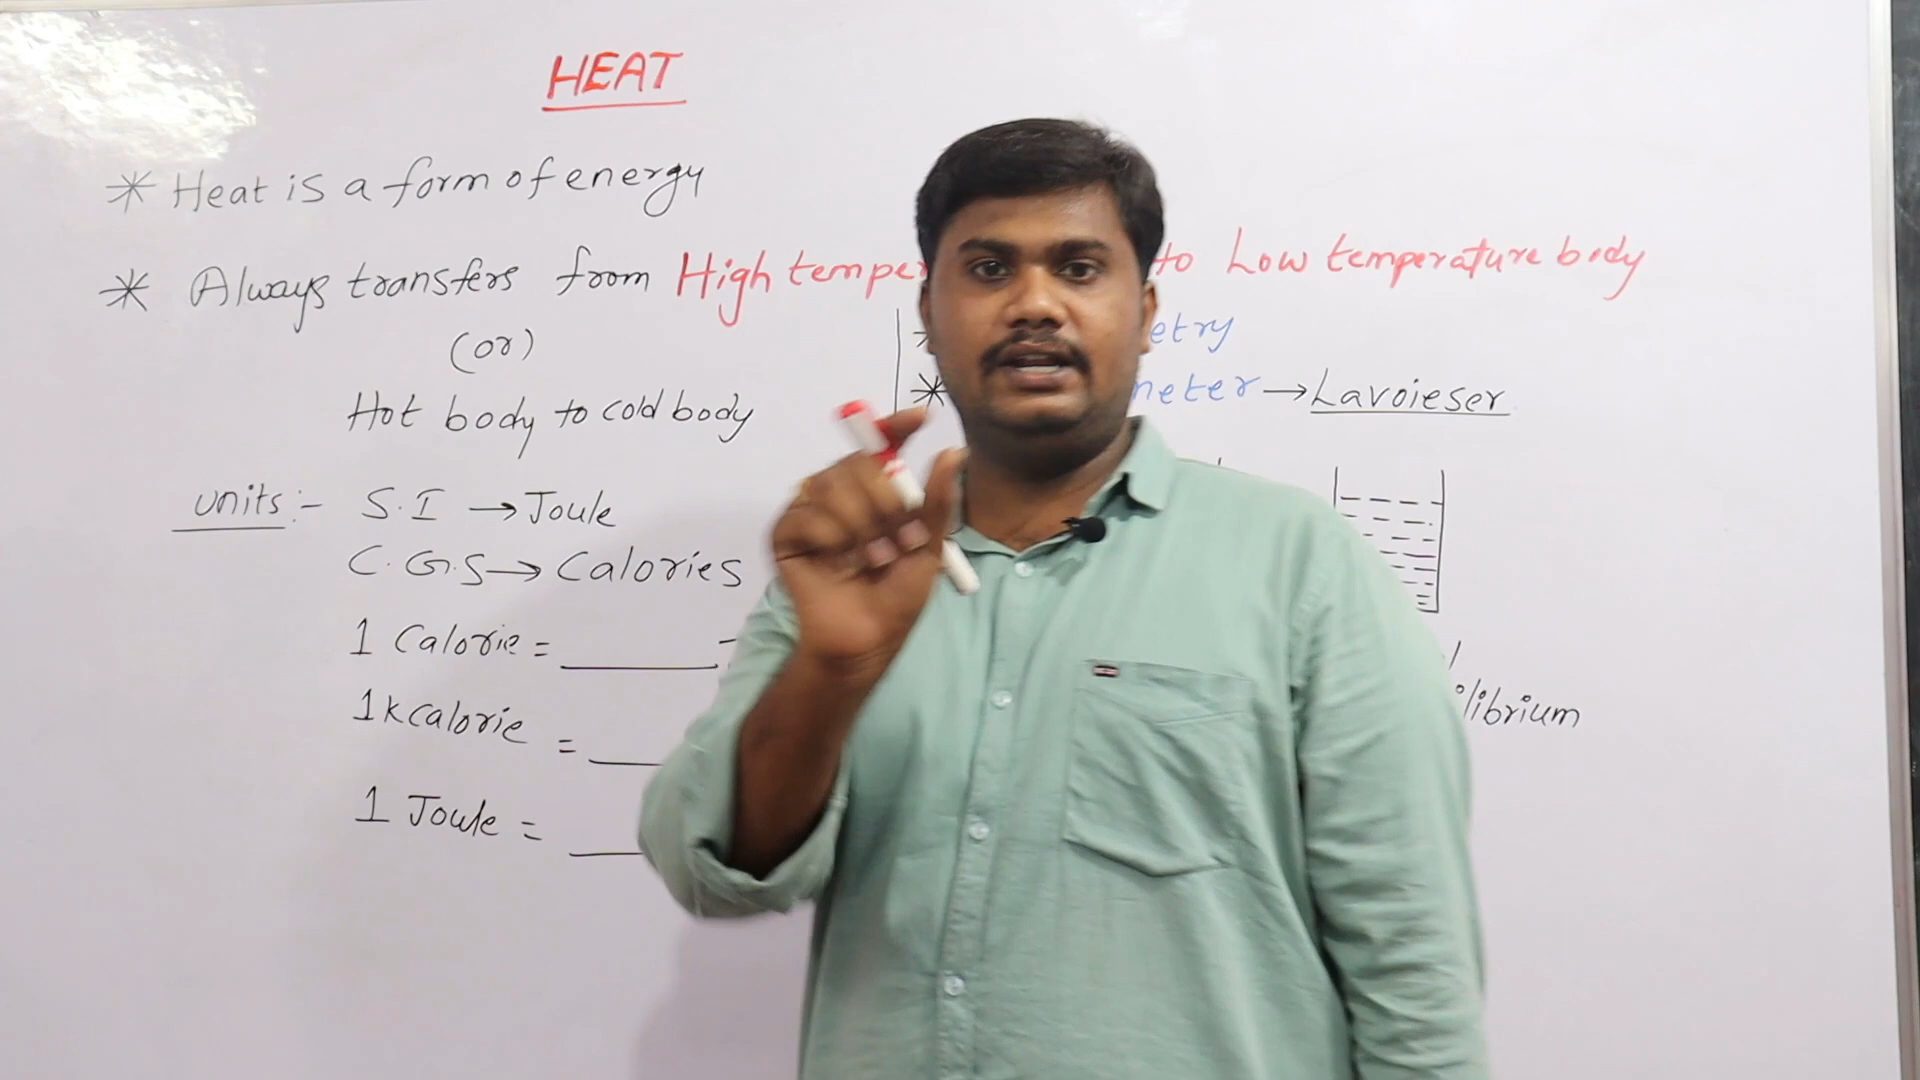 HEAT
* Heat is a form of energy
* Always transfers from High temper to Low temperature body
(or)
Hot body to cold body
units:- S.I → Joule
C.G.S → Calories
1 Calorie =
1 kcalorie =
1 Joule =
* etry
* meter → Lavoieser
librium